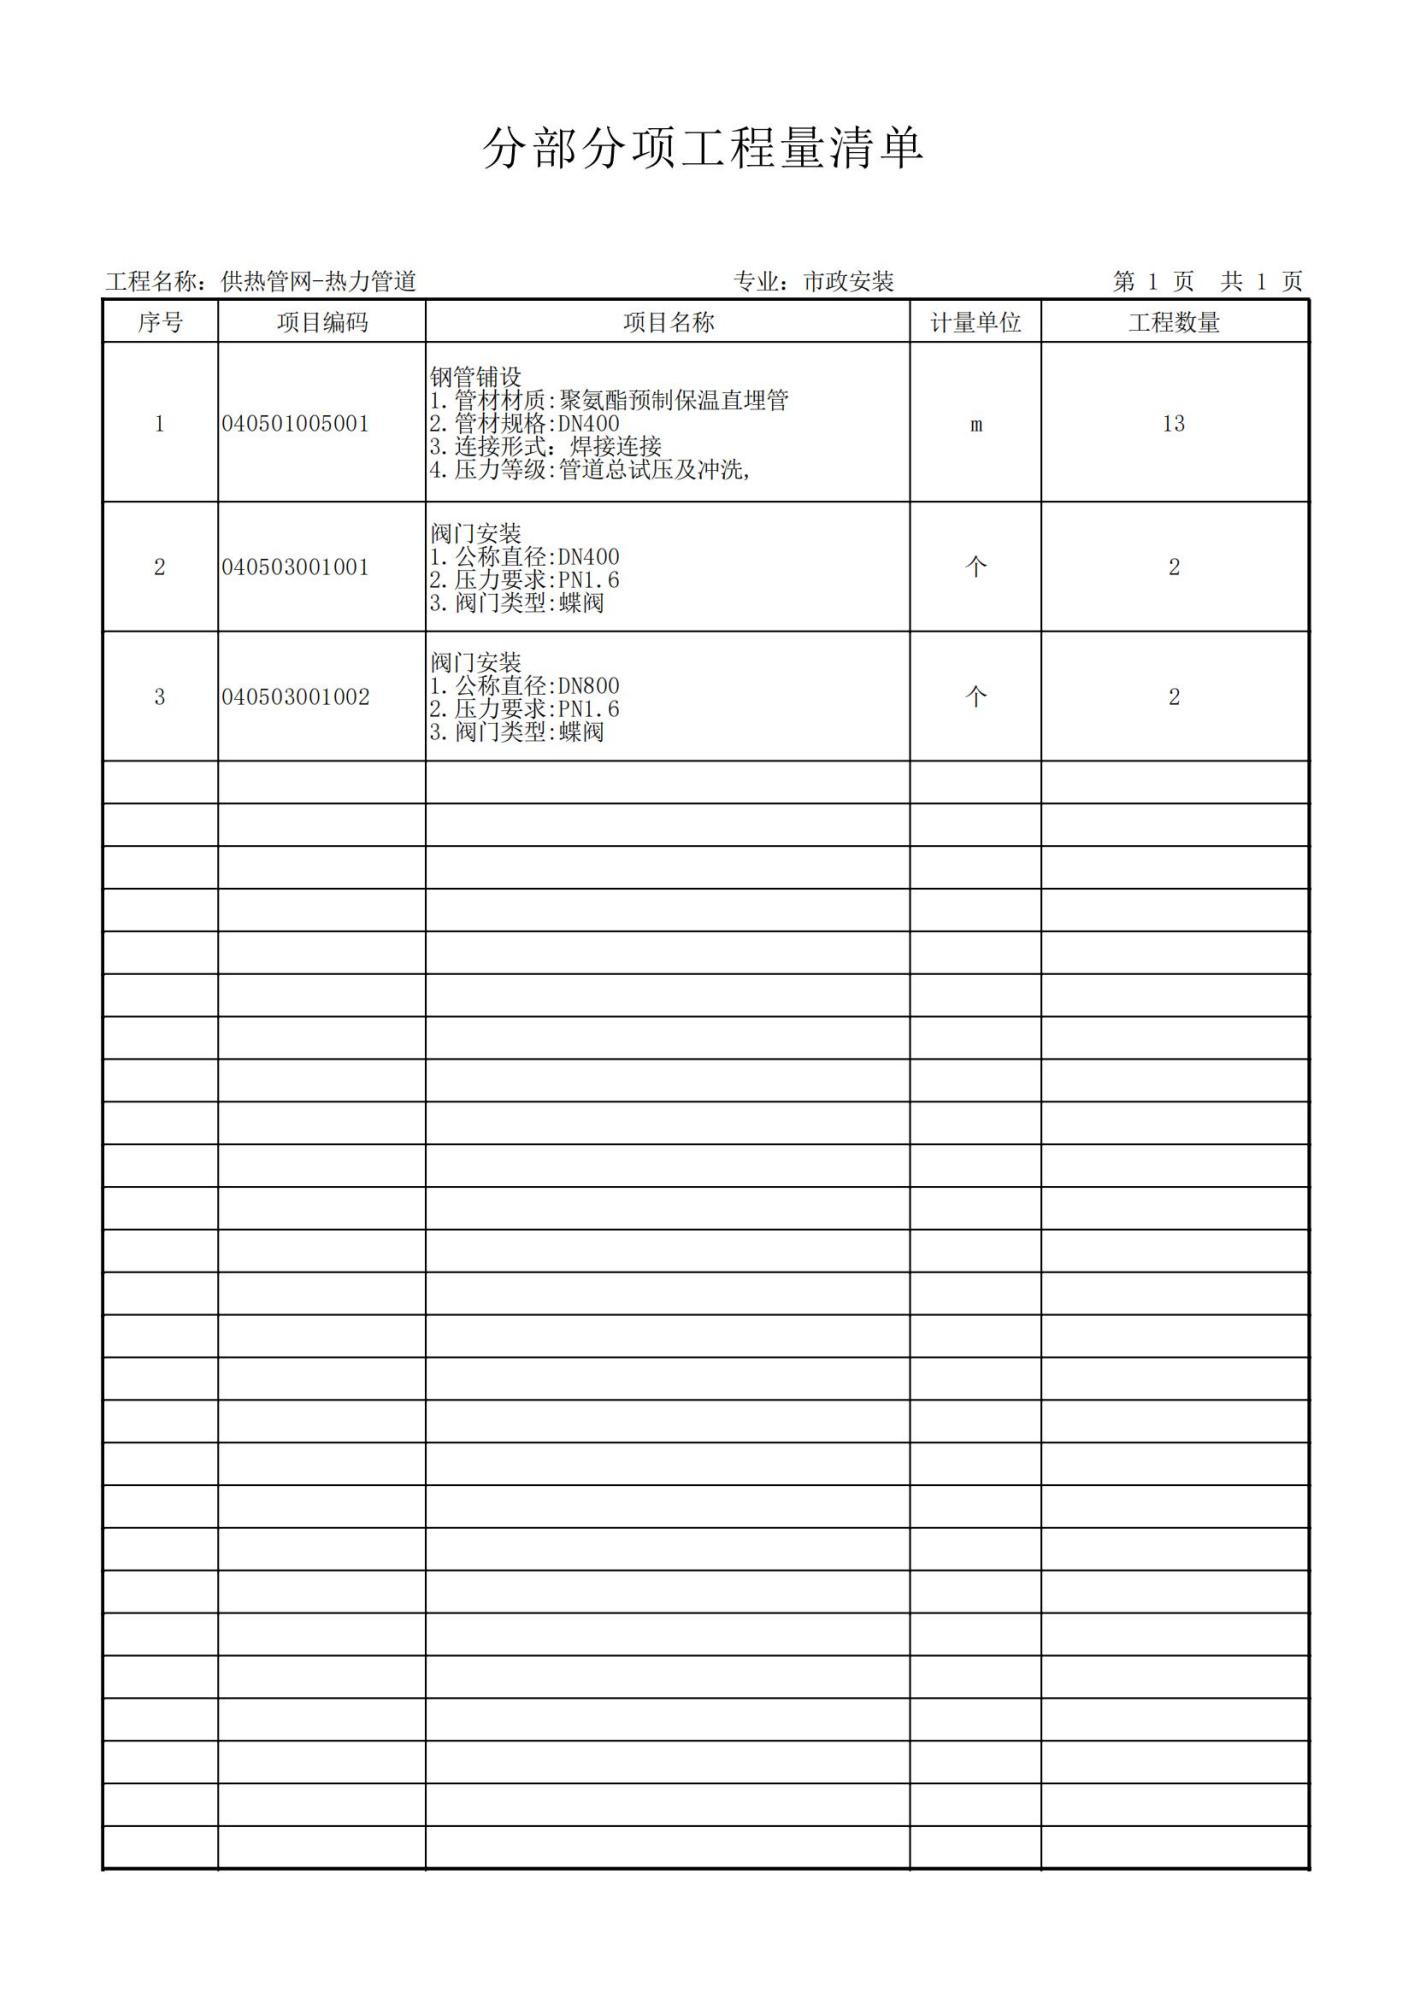 分部分项工程量清单
工程名称：供热管网-热力管道 专业：市政安装 第 1 页 共 1 页
序号 项目编码 项目名称 计量单位 工程数量
1 040501005001 钢管铺设
1.管材材质:聚氨酯预制保温直埋管
2.管材规格:DN400
3.连接形式：焊接连接
4.压力等级:管道总试压及冲洗,
m 13
2 040503001001 阀门安装
1.公称直径:DN400
2.压力要求:PN1.6
3.阀门类型:蝶阀
个 2
3 040503001002 阀门安装
1.公称直径:DN800
2.压力要求:PN1.6
3.阀门类型:蝶阀
个 2